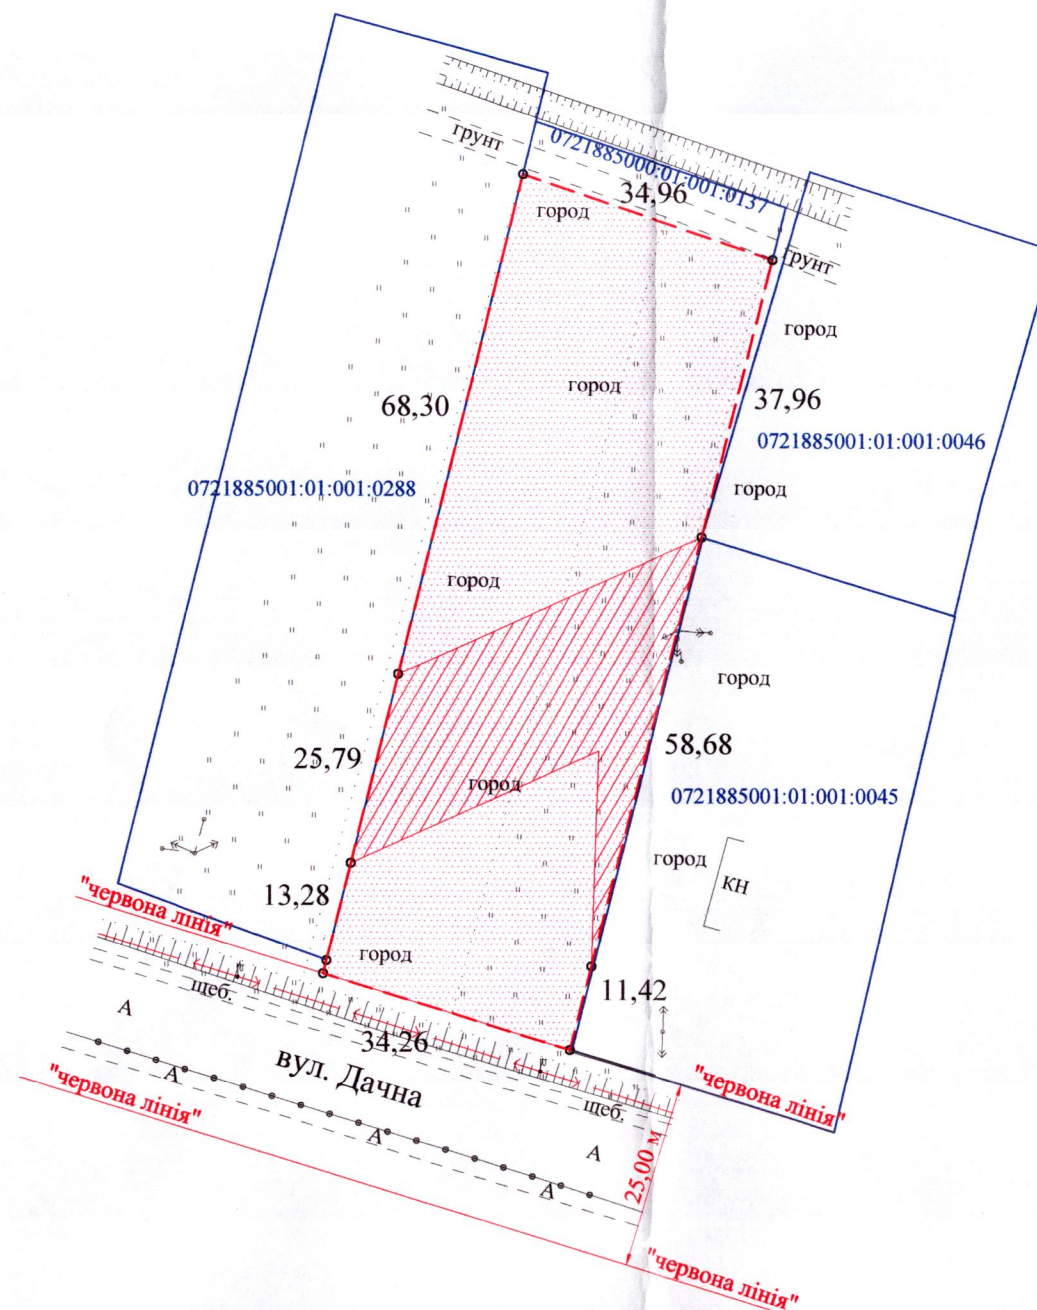 грунт
0721885000:01:001:0137
34,96
город
грунт
город
город
68,30
37,96
0721885001:01:001:0046
0721885001:01:001:0288
город
город
город
25,79
58,68
город
0721885001:01:001:0045
город
КН
13,28
"червона лінія"
город
щеб.
11,42
А
34,26
вул. Дачна
"червона лінія"
А
"червона лінія"
щеб.
А
А
25,00 м
А
"червона лінія"